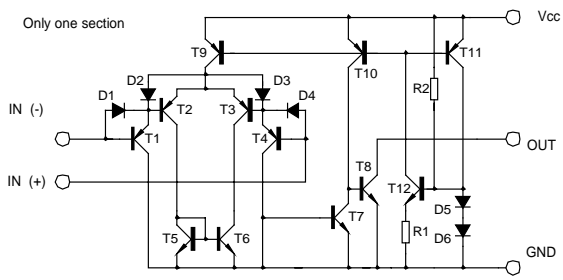 Only one section
Vcc
T9
T10
T11
D1
D2
D3
D4
R2
IN (-)
T2
T3
T1
T4
OUT
T8
IN (+)
T12
T7
D5
T5
T6
R1
D6
GND